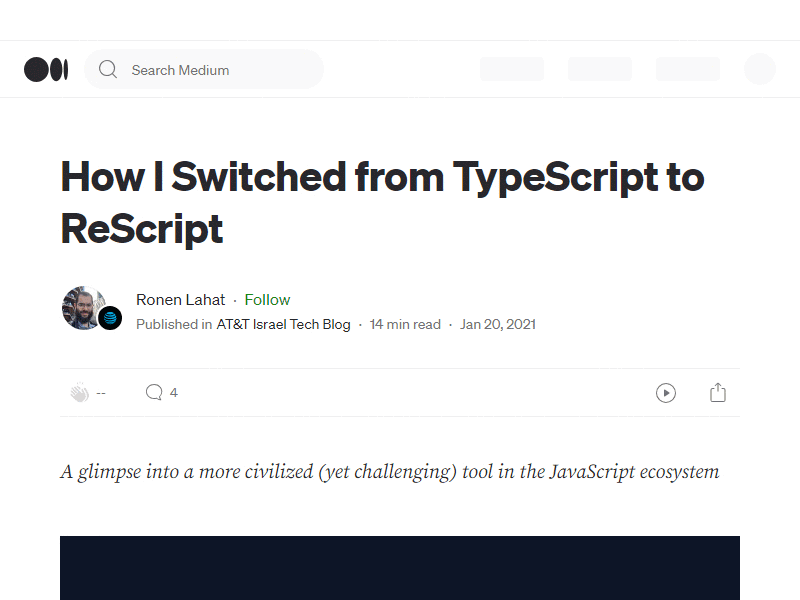 Search Medium
How I Switched from TypeScript to
ReScript
Ronen Lahat · Follow
Published in AT&T Israel Tech Blog · 14 min read · Jan 20, 2021
-- 4
A glimpse into a more civilized (yet challenging) tool in the JavaScript ecosystem